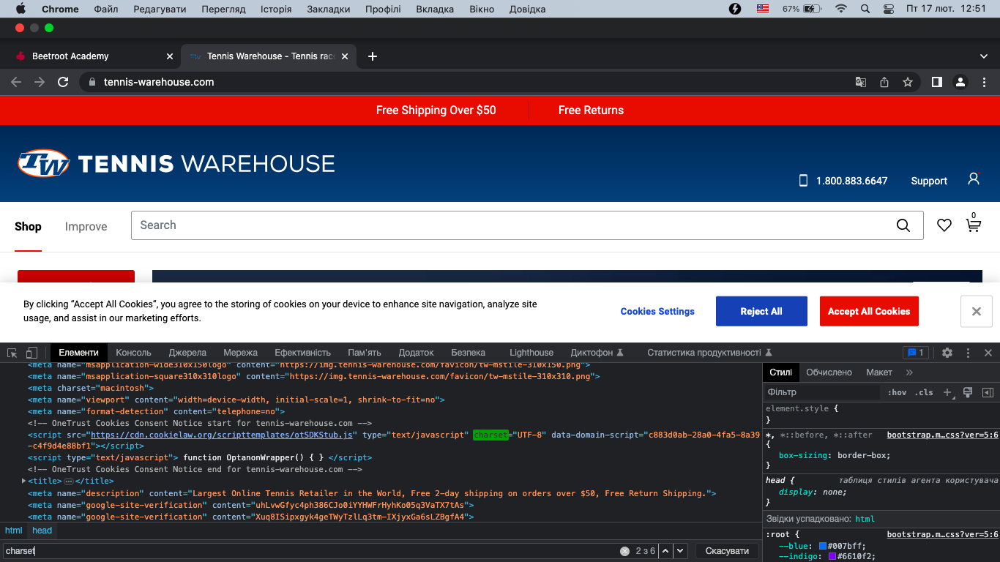 Chrome Файл Редагувати Перегляд Історія Закладки Профілі Вкладка Вікно Довідка 67% Пт 17 лют. 12:51
Beetroot Academy Tennis Warehouse - Tennis rac
tennis-warehouse.com
Free Shipping Over $50 Free Returns
TW TENNIS WAREHOUSE
1.800.883.6647 Support
Shop Improve Search 0
By clicking “Accept All Cookies”, you agree to the storing of cookies on your device to enhance site navigation, analyze site
usage, and assist in our marketing efforts.
Cookies Settings Reject All Accept All Cookies
Елементи Консоль Джерела Мережа Ефективність Пам’ять Додаток Безпека Lighthouse Диктофон Статистика продуктивності 1
<meta name="msapplication-wide310x150logo" content="https://img.tennis-warehouse.com/favicon/tw-mstile-310x150.png">
<meta name="msapplication-square310x310logo" content="https://img.tennis-warehouse.com/favicon/tw-mstile-310x310.png">
<meta charset="macintosh">
<meta name="viewport" content="width=device-width, initial-scale=1, shrink-to-fit=no">
<meta name="format-detection" content="telephone=no">
<!-- OneTrust Cookies Consent Notice start for tennis-warehouse.com -->
<script src="https://cdn.cookielaw.org/scripttemplates/otSDKStub.js" type="text/javascript" charset="UTF-8" data-domain-script="c883d0ab-28a0-4fa5-8a39
-c4f9d4e88bf1"></script>
<script type="text/javascript"> function OptanonWrapper() { } </script>
<!-- OneTrust Cookies Consent Notice end for tennis-warehouse.com -->
<title>…</title>
<meta name="description" content="Largest Online Tennis Retailer in the World, Free 2-day shipping on orders over $50, Free Return Shipping.">
<meta name="google-site-verification" content="uhLvwGfyc4ph386CJo0iYYHWFrHyhKo05q3VaTX7tAs">
<meta name="google-site-verification" content="Xuq8ISipxgyk4geTWyTzlLq3tm-IXjyxGa6sLZBgfA4">
html head
charset 2 з 6 Скасувати
Стилі Обчислено Макет »
Фільтр :hov .cls
element.style {
}
*, *::before, *::after bootstrap.m…css?ver=5:6
{
box-sizing: border-box;
}
head { таблиця стилів агента користувача
display: none;
}
Звідки успадковано: html
:root { bootstrap.m…css?ver=5:6
--blue: #007bff;
--indigo: #6610f2;